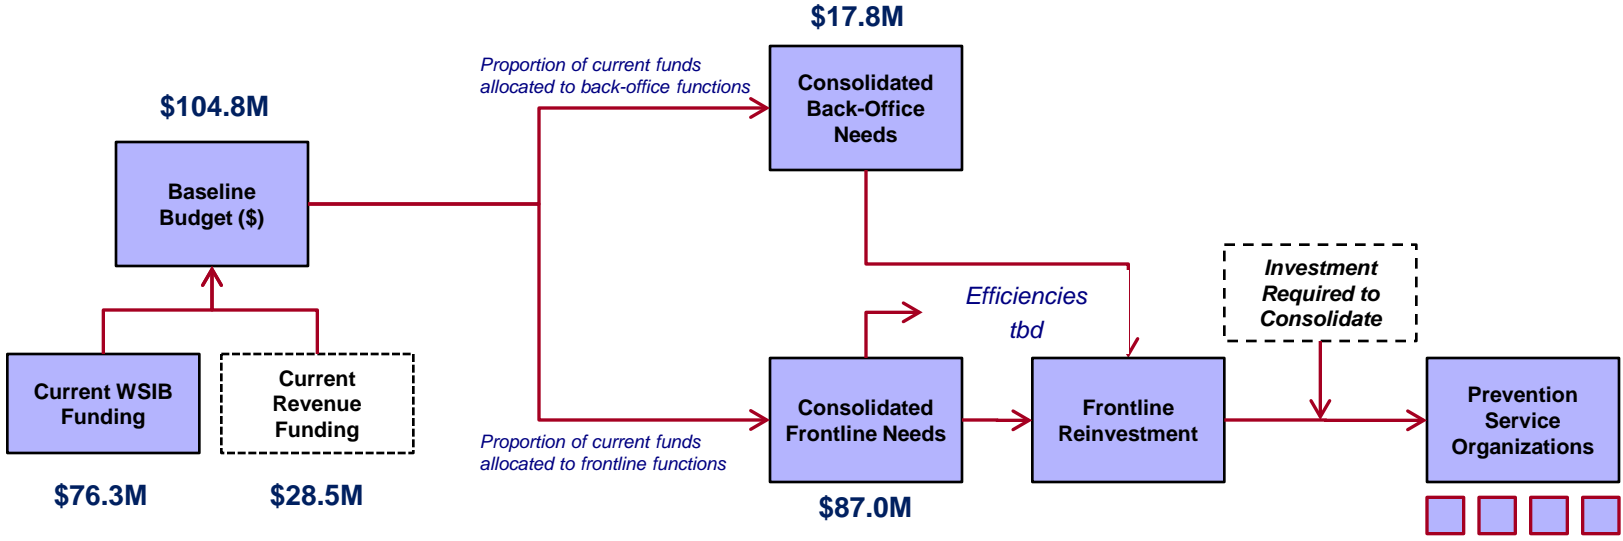 $17.8M
Proportion of current funds
allocated to back-office functions
Consolidated
Back-Office
Needs
$104.8M
Baseline
Budget ($)
Investment
Required to
Consolidate
Efficiencies
tbd
Current WSIB
Funding
Current
Revenue
Funding
Consolidated
Frontline Needs
Frontline
Reinvestment
Prevention
Service
Organizations
Proportion of current funds
allocated to frontline functions
$76.3M
$28.5M
$87.0M